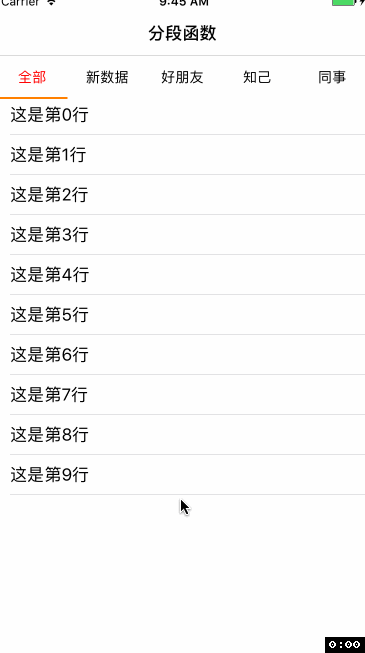 Carrier 9:45 AM
分段函数
全部 新数据 好朋友 知己 同事
这是第0行
这是第1行
这是第2行
这是第3行
这是第4行
这是第5行
这是第6行
这是第7行
这是第8行
这是第9行
0:00